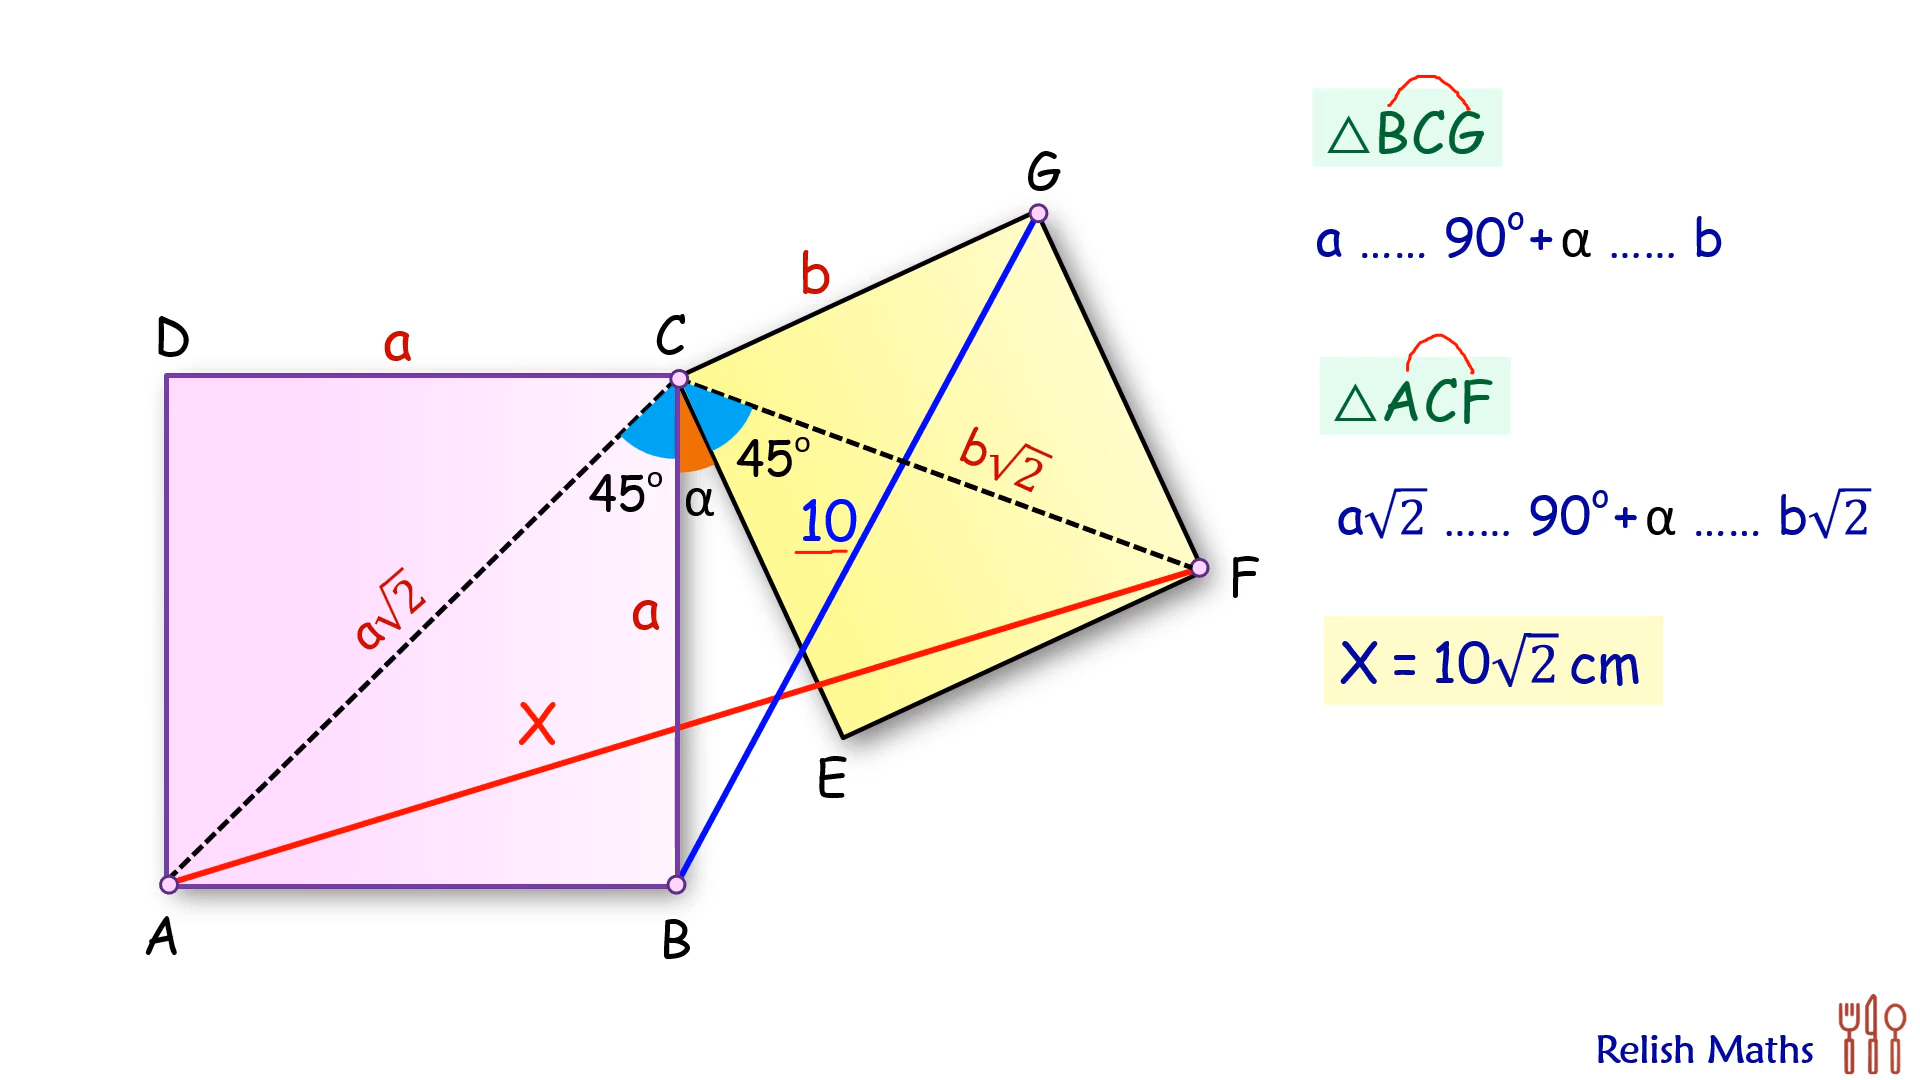 △BCG
G
a ...... 90° + α ...... b
b
D
a
C
△ACF
45°
45°
α
b√2
10
a√2 ...... 90° + α ...... b√2
F
a√2
a
X = 10√2 cm
X
E
A
B
Relish Maths